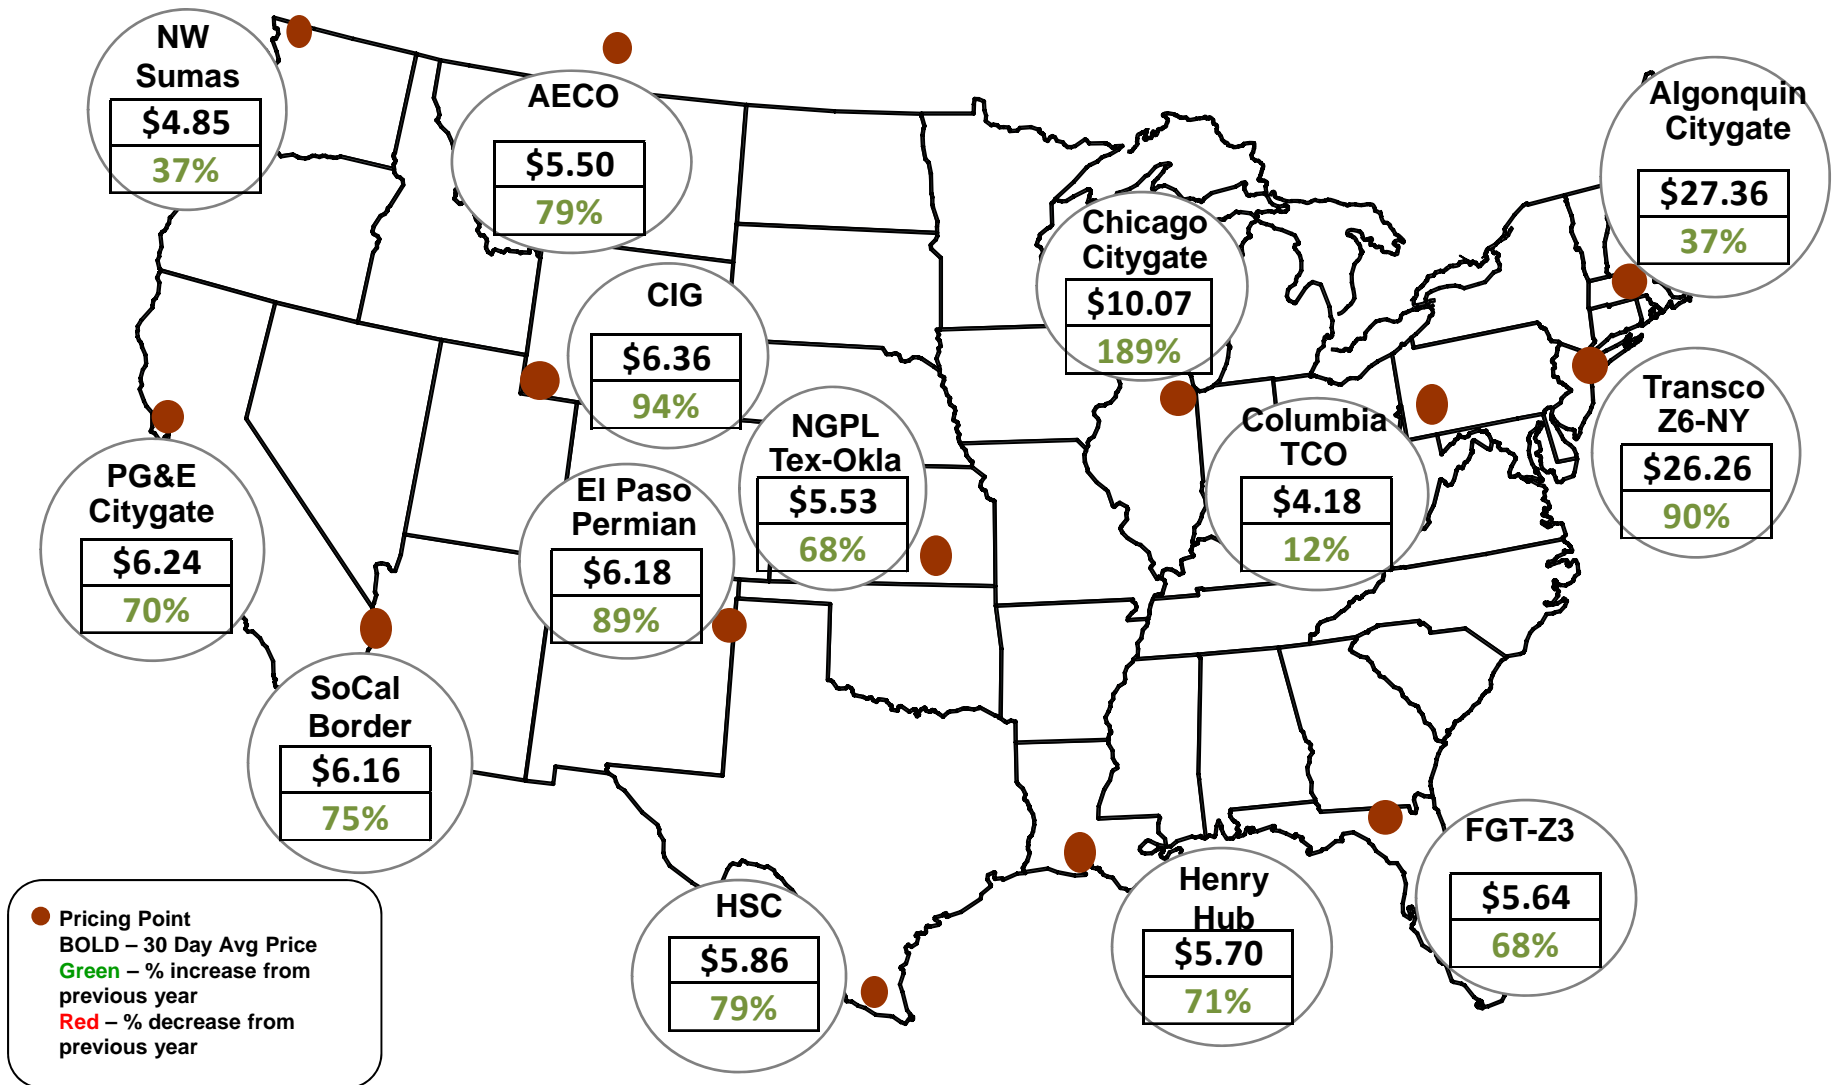 NW
Sumas
$4.85
37%
AECO
$5.50
79%
Algonquin
Citygate
$27.36
37%
Chicago
Citygate
$10.07
189%
CIG
$6.36
94%
Transco
Z6-NY
$26.26
90%
Columbia
TCO
$4.18
12%
NGPL
Tex-Okla
$5.53
68%
PG&E
Citygate
$6.24
70%
El Paso
Permian
$6.18
89%
SoCal
Border
$6.16
75%
FGT-Z3
$5.64
68%
Henry
Hub
$5.70
71%
HSC
$5.86
79%
Pricing Point
BOLD – 30 Day Avg Price
Green – % increase from
previous year
Red – % decrease from
previous year